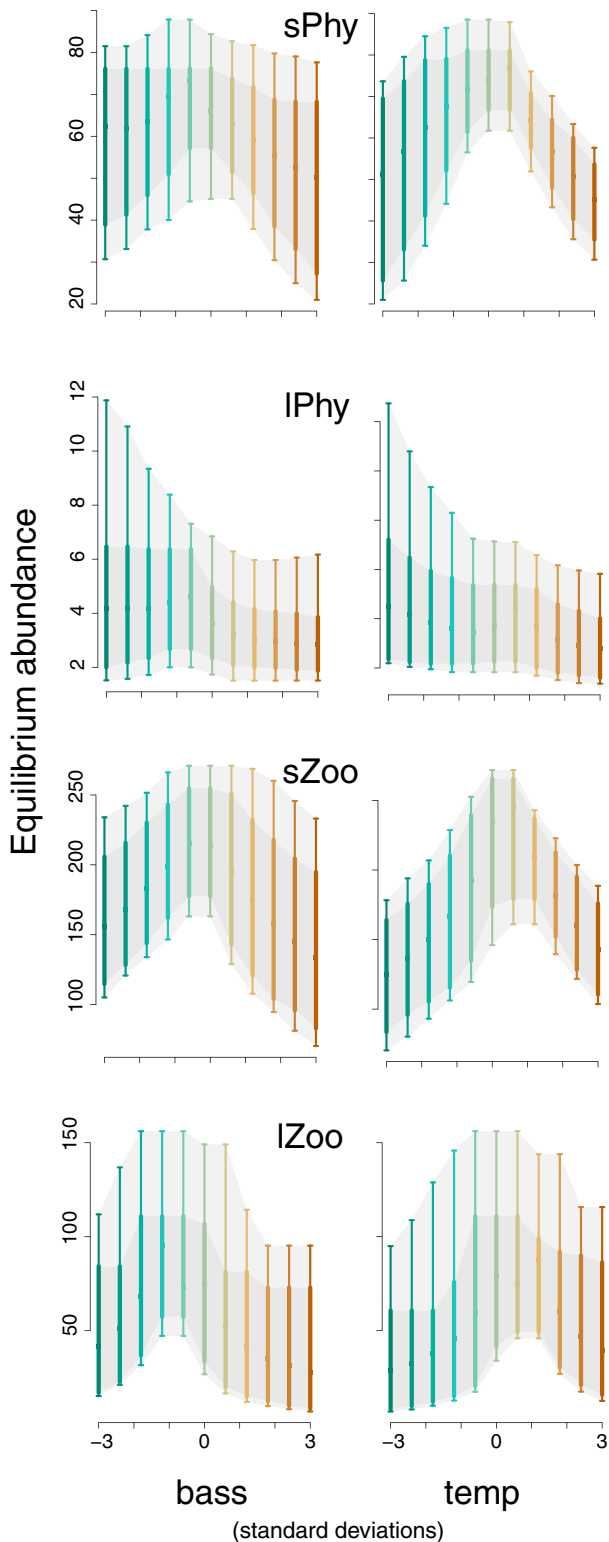 sPhy
80
60
40
20
lPhy
12
10
8
6
4
2
Equilibrium abundance
sZoo
250
200
150
100
lZoo
150
100
50
−3 0 3 −3 0 3
bass temp
(standard deviations)